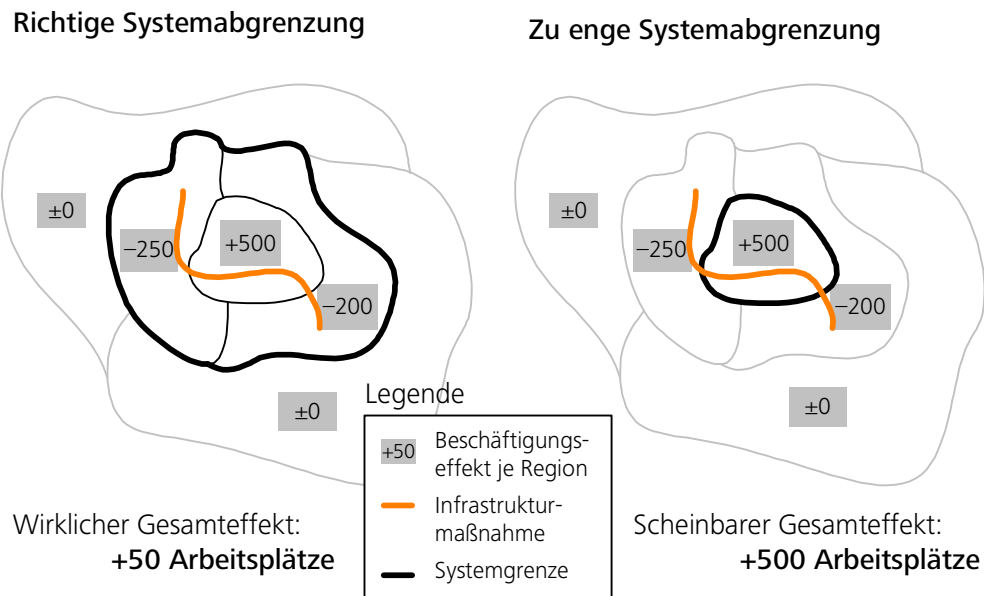 Richtige Systemabgrenzung
±0
−250
+500
−200
±0
Wirklicher Gesamteffekt:
+50 Arbeitsplätze
Legende
+50 Beschäftigungs-
effekt je Region
Infrastruktur-
maßnahme
Systemgrenze
Zu enge Systemabgrenzung
±0
−250
+500
−200
±0
Scheinbarer Gesamteffekt:
+500 Arbeitsplätze